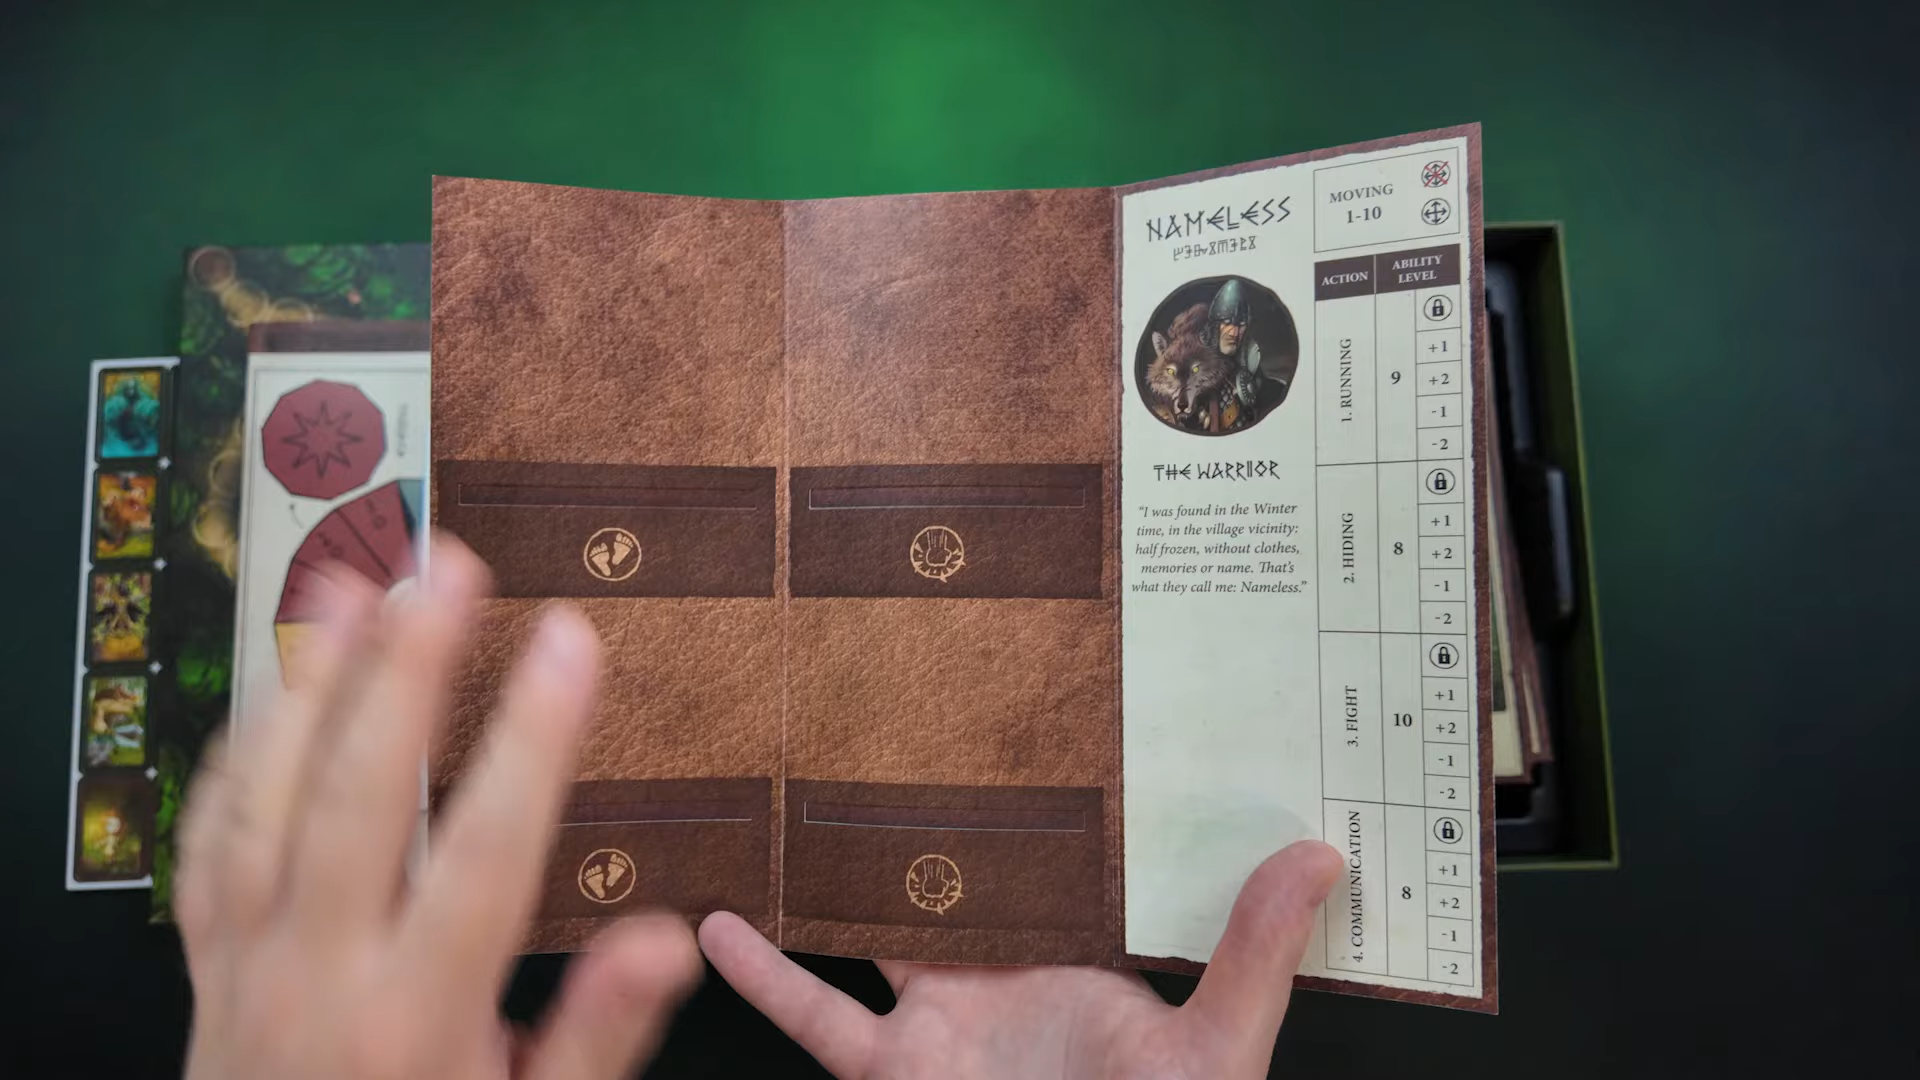 NAMELESS
THE WARRIOR
“I was found in the Winter
time, in the village vicinity:
half frozen, without clothes,
memories or name. That's
what they call me: Nameless.”
MOVING
1-10
ACTION
ABILITY
LEVEL
1. RUNNING
9
+1
+2
-1
-2
2. HIDING
8
+1
+2
-1
-2
3. FIGHT
10
+1
+2
-1
-2
4. COMMUNICATION
8
+1
+2
-1
-2